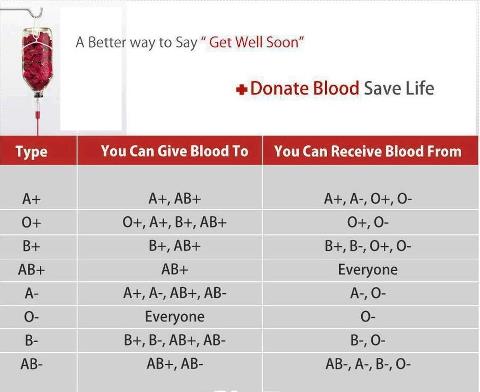 A Better way to Say “ Get Well Soon”
Donate Blood Save Life
Type You Can Give Blood To You Can Receive Blood From
A+ A+, AB+ A+, A-, O+, O-
O+ O+, A+, B+, AB+ O+, O-
B+ B+, AB+ B+, B-, O+, O-
AB+ AB+ Everyone
A- A+, A-, AB+, AB- A-, O-
O- Everyone O-
B- B+, B-, AB+, AB- B-, O-
AB- AB+, AB- AB-, A-, B-, O-